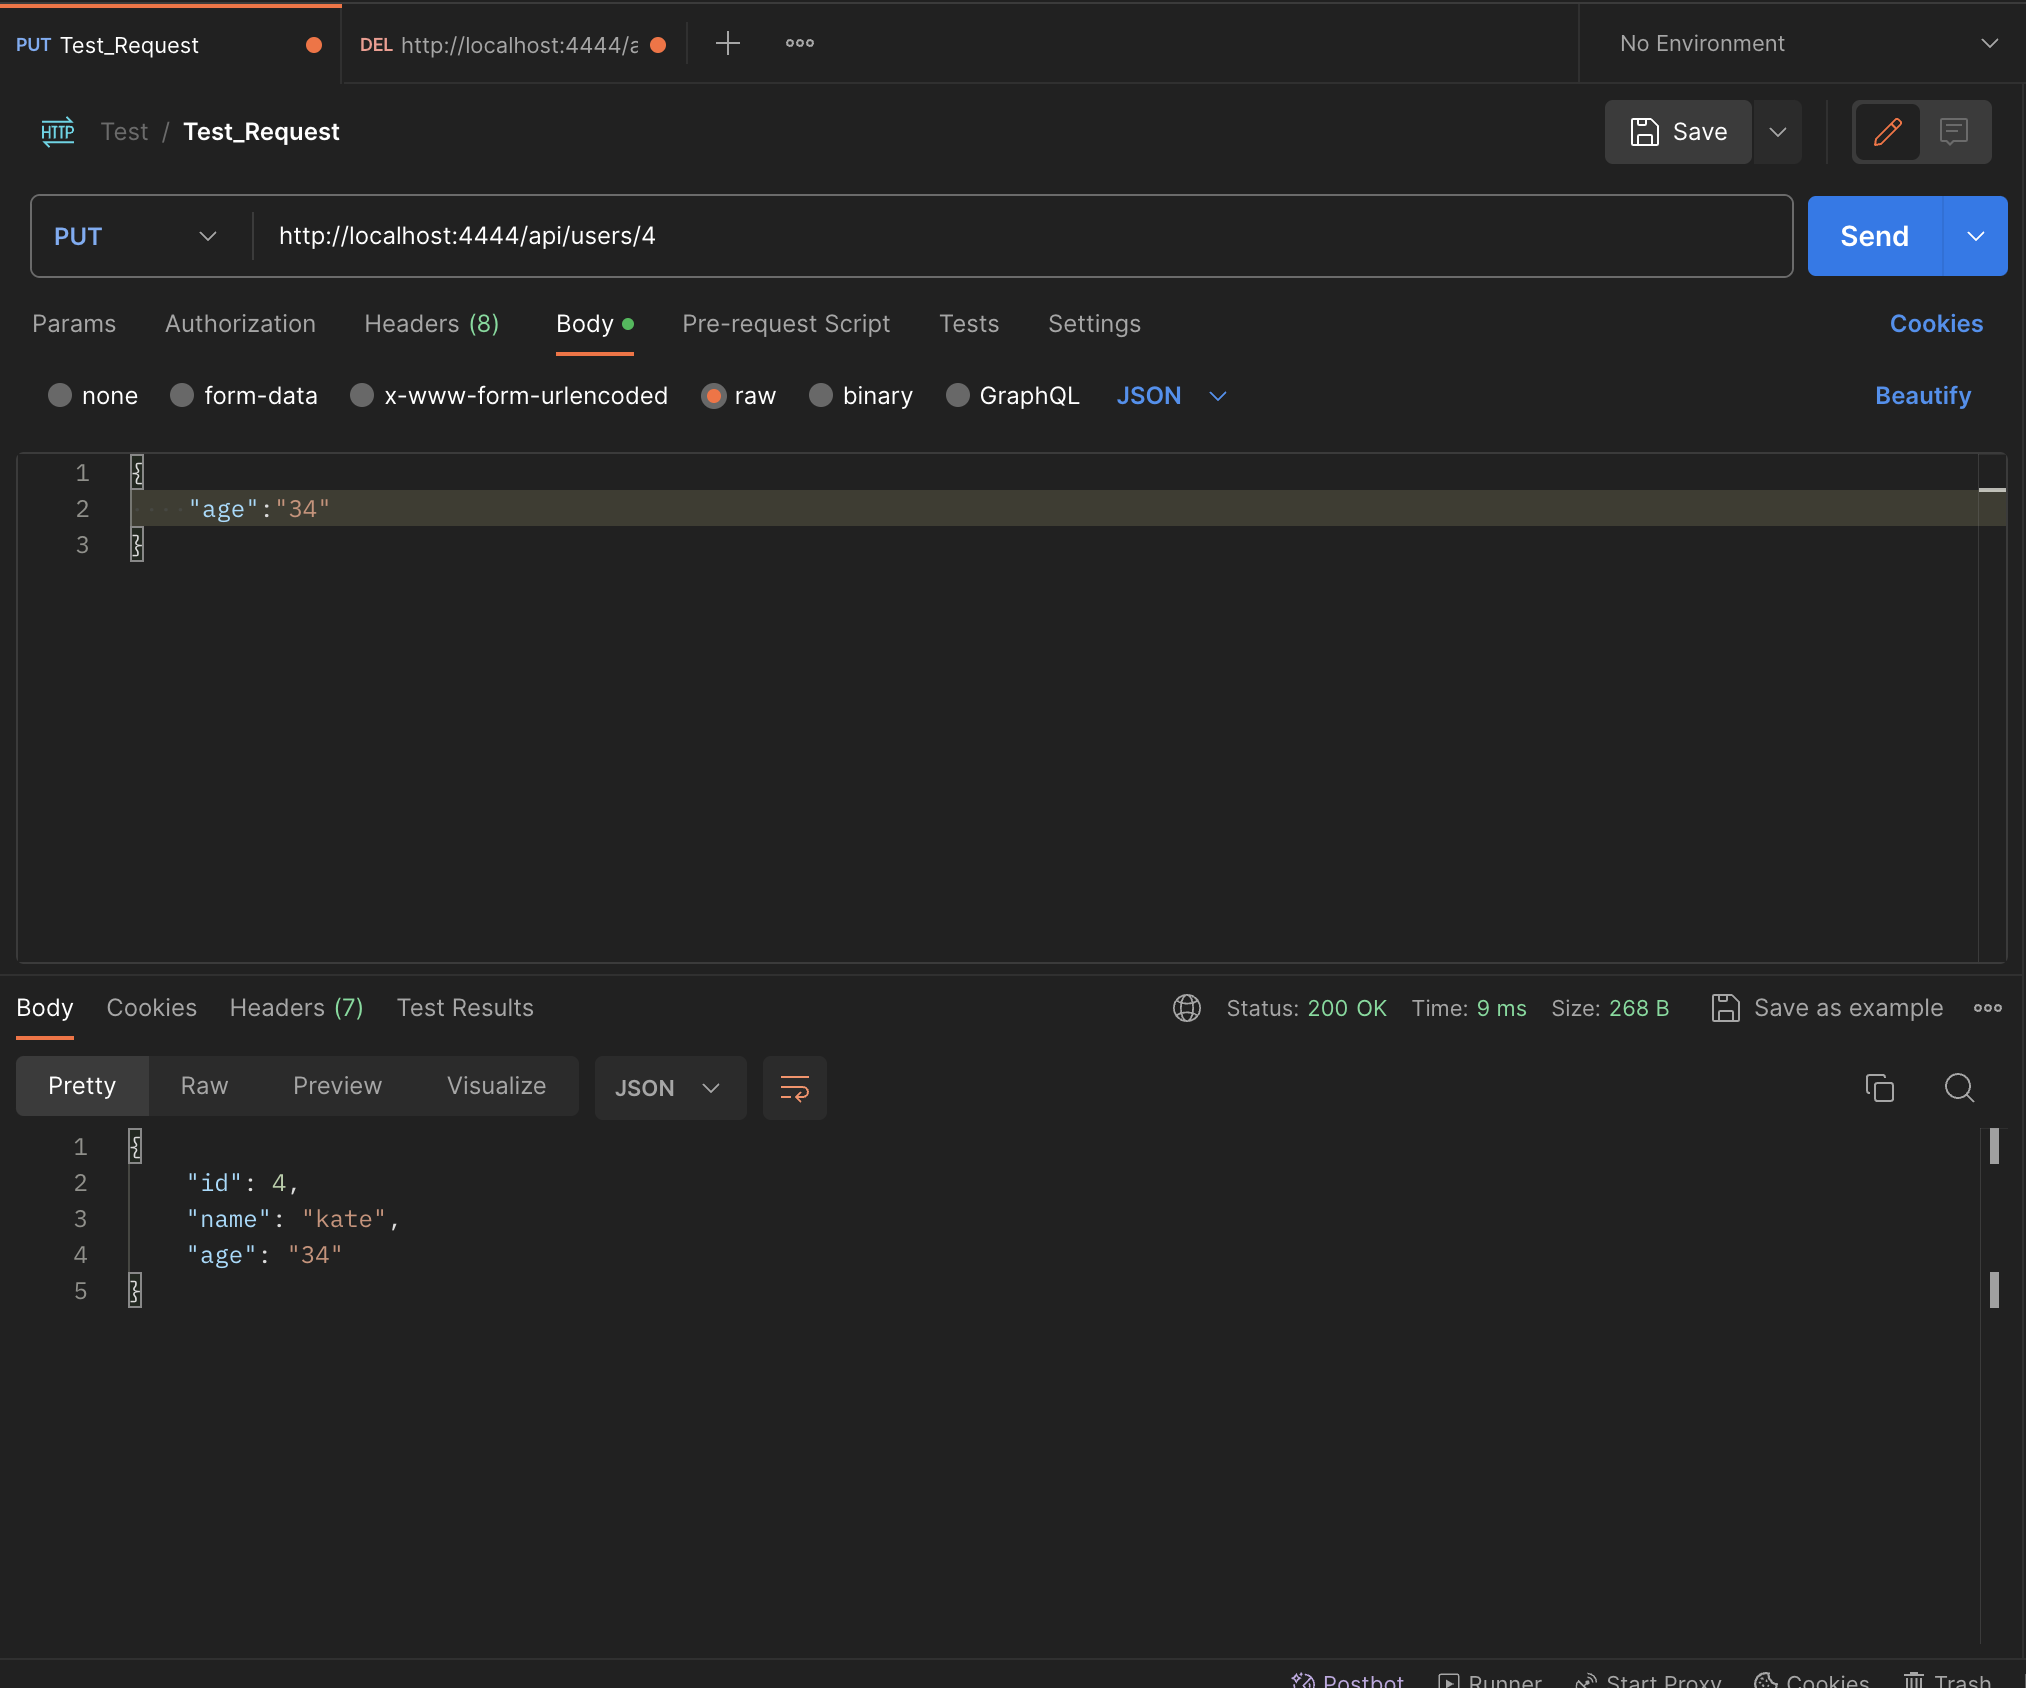 PUT Test_Request
DEL http://localhost:4444/a
No Environment
HTTP Test / Test_Request
Save
PUT http://localhost:4444/api/users/4
Send
Params Authorization Headers (8) Body Pre-request Script Tests Settings Cookies
none form-data x-www-form-urlencoded raw binary GraphQL JSON Beautify
1 {
2 "age":"34"
3 }
Body Cookies Headers (7) Test Results Status: 200 OK Time: 9 ms Size: 268 B Save as example
Pretty Raw Preview Visualize JSON
1 {
2 "id": 4,
3 "name": "kate",
4 "age": "34"
5 }
Postbot Runner Start Proxy Cookies Trash